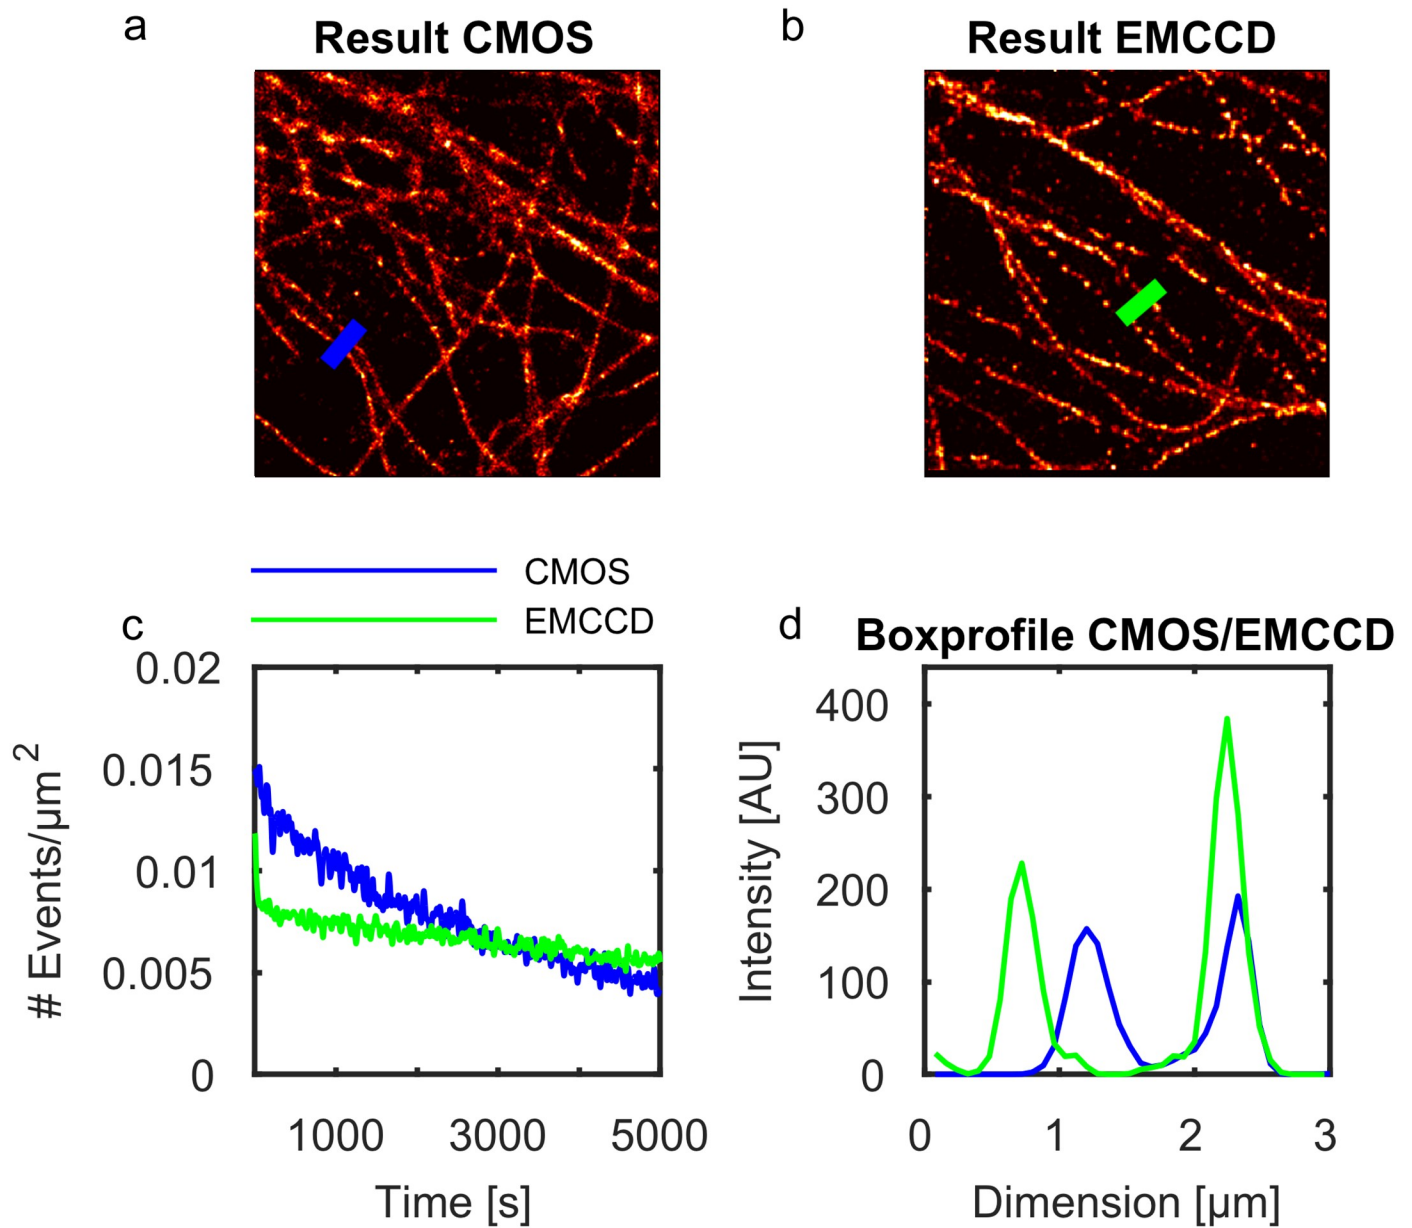 a
Result CMOS
b
Result EMCCD
CMOS
EMCCD
c
0.02
0.015
0.01
0.005
0
# Events/µm²
1000 3000 5000
Time [s]
d
Boxprofile CMOS/EMCCD
400
300
200
100
0
Intensity [AU]
0 1 2 3
Dimension [µm]